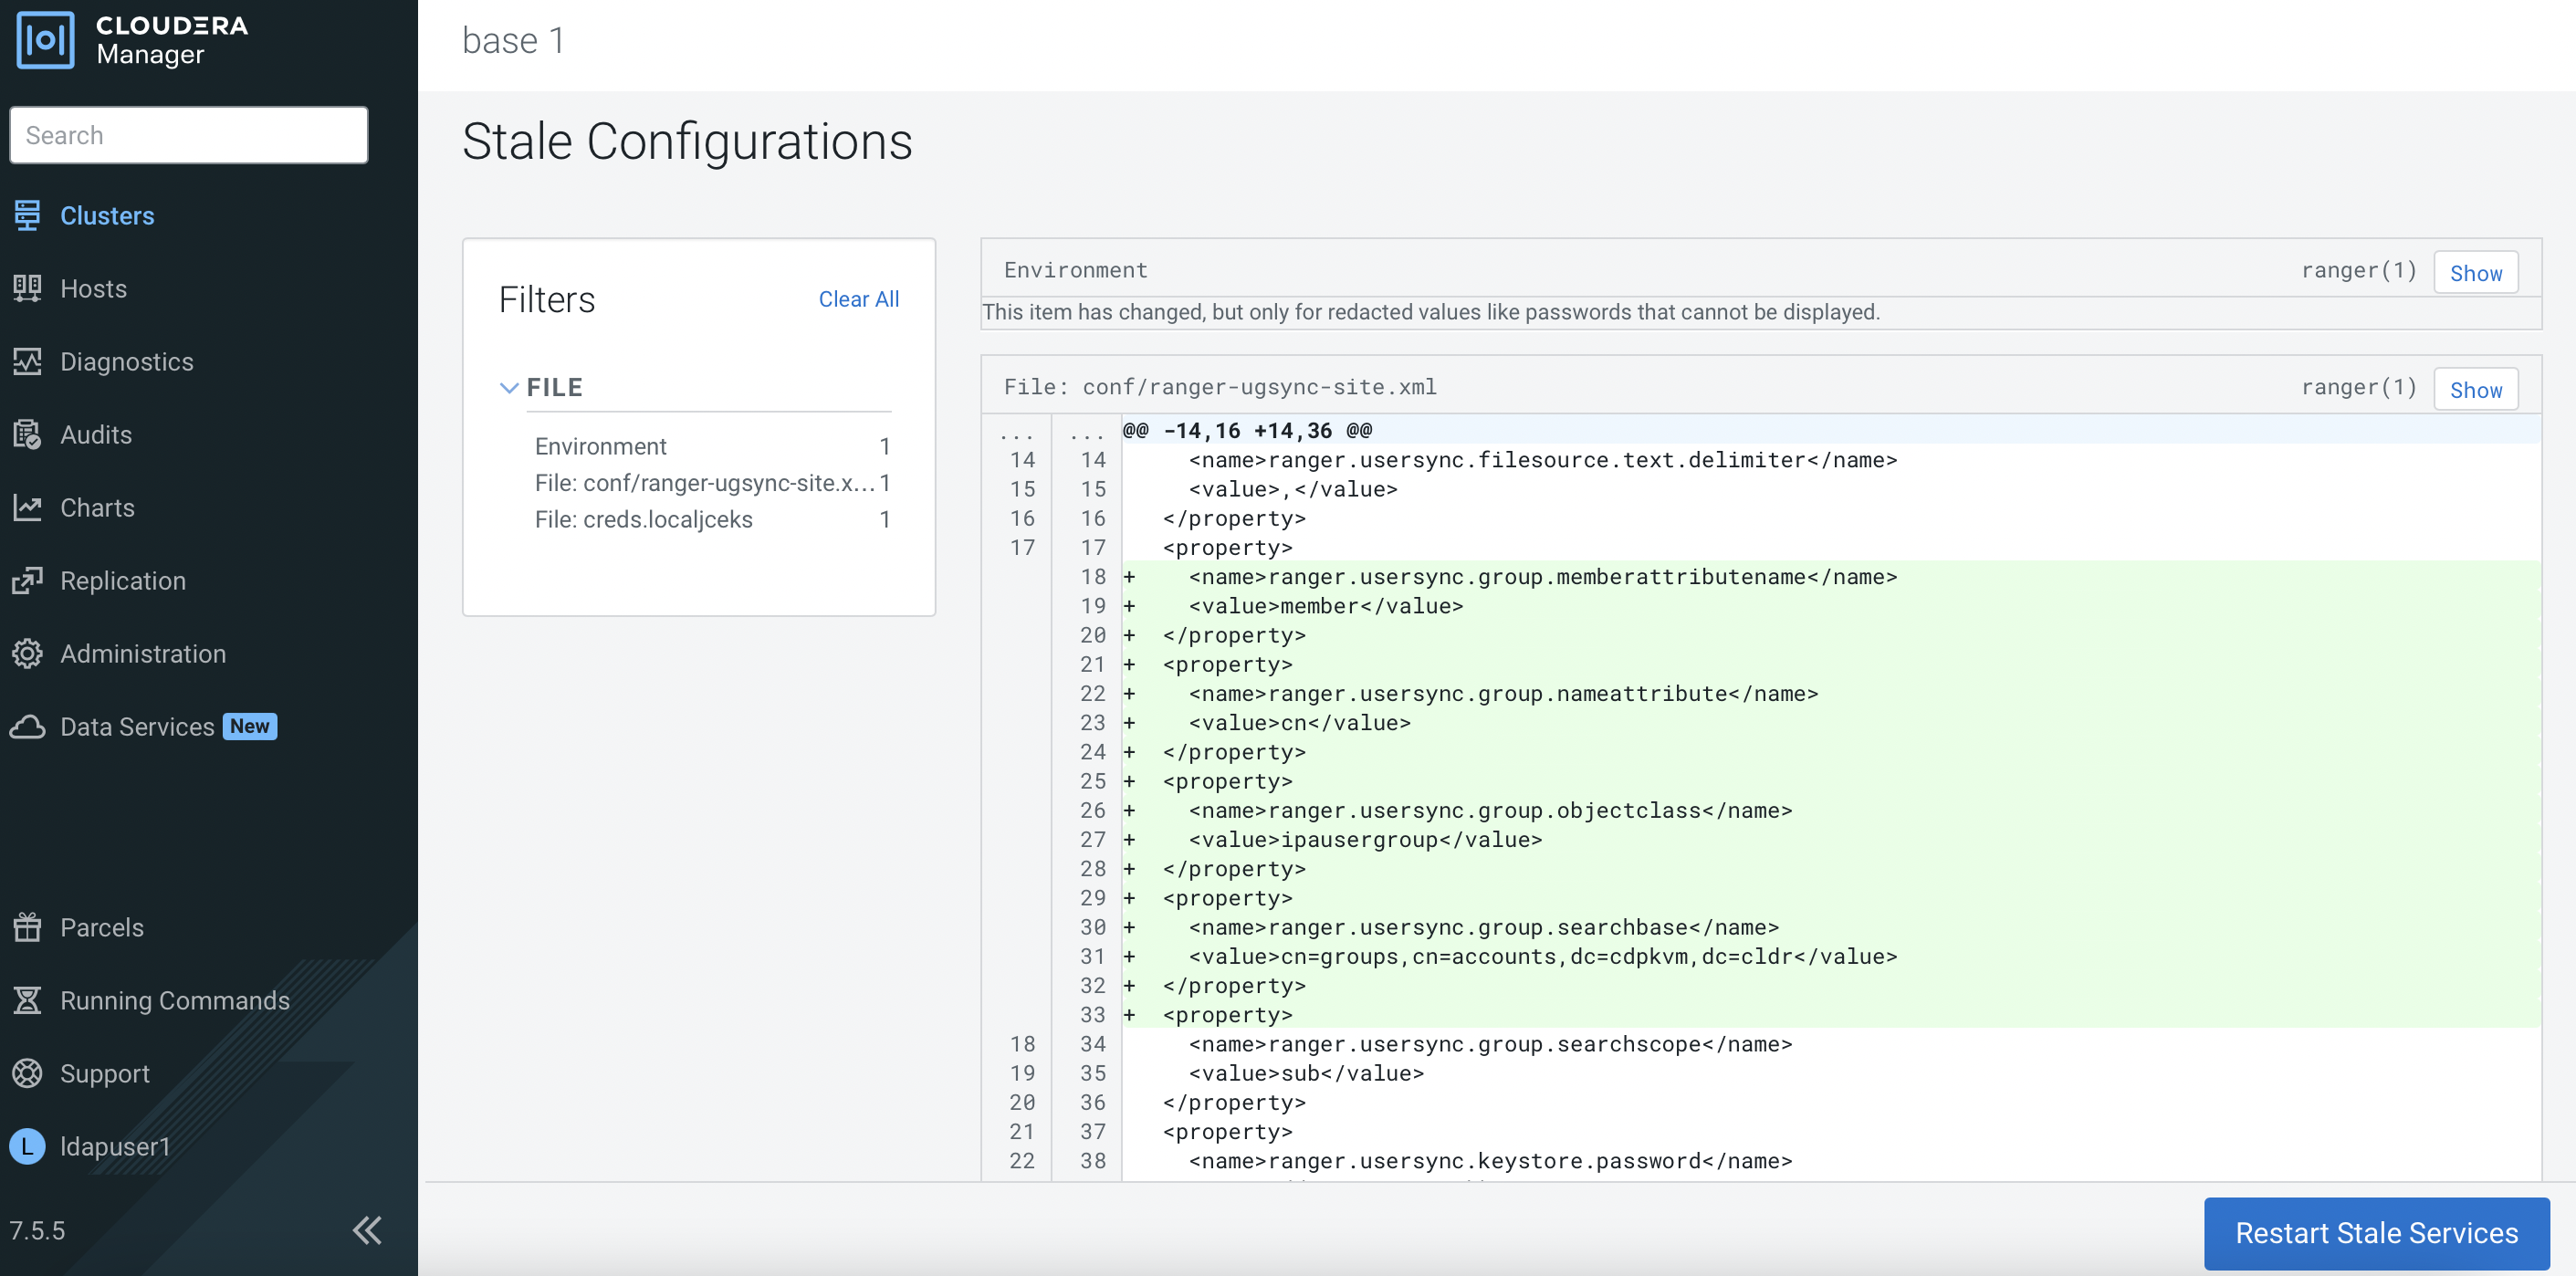 CLOUDERA
Manager
Search
Clusters
Hosts
Diagnostics
Audits
Charts
Replication
Administration
Data Services New
Parcels
Running Commands
Support
L ldapuser1
7.5.5
base 1
Stale Configurations
Filters Clear All
FILE
Environment 1
File: conf/ranger-ugsync-site.x... 1
File: creds.localjceks 1
Environment ranger(1) Show
This item has changed, but only for redacted values like passwords that cannot be displayed.
File: conf/ranger-ugsync-site.xml ranger(1) Show
... ... @@ -14,16 +14,36 @@
14 14 <name>ranger.usersync.filesource.text.delimiter</name>
15 15 <value>,</value>
16 16 </property>
17 17 <property>
18 + <name>ranger.usersync.group.memberattributename</name>
19 + <value>member</value>
20 + </property>
21 + <property>
22 + <name>ranger.usersync.group.nameattribute</name>
23 + <value>cn</value>
24 + </property>
25 + <property>
26 + <name>ranger.usersync.group.objectclass</name>
27 + <value>ipausergroup</value>
28 + </property>
29 + <property>
30 + <name>ranger.usersync.group.searchbase</name>
31 + <value>cn=groups,cn=accounts,dc=cdpkvm,dc=cldr</value>
32 + </property>
33 + <property>
18 34 <name>ranger.usersync.group.searchscope</name>
19 35 <value>sub</value>
20 36 </property>
21 37 <property>
22 38 <name>ranger.usersync.keystore.password</name>
Restart Stale Services